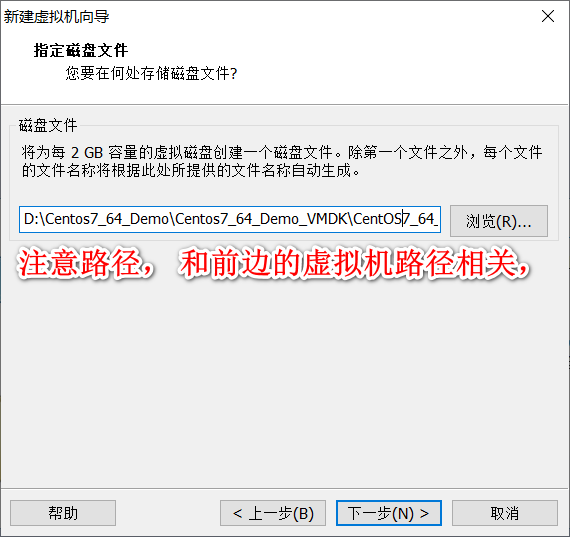 新建虚拟机向导
指定磁盘文件
您要在何处存储磁盘文件?
磁盘文件
将为每 2 GB 容量的虚拟磁盘创建一个磁盘文件。除第一个文件之外，每个文件
的文件名称将根据此处所提供的文件名称自动生成。
D:\Centos7_64_Demo\Centos7_64_Demo_VMDK\CentOS7_64_
浏览(R)...
注意路径， 和前边的虚拟机路径相关，
帮助
< 上一步(B)
下一步(N) >
取消